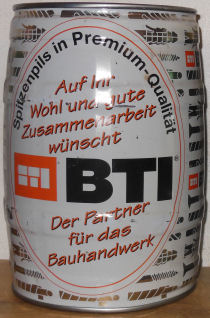 Spitzenpils in Premium-Qualität
Auf Ihr
Wohl und gute
Zusammenarbeit
wünscht
BTI®
Der Partner
für das
Bauhandwerk